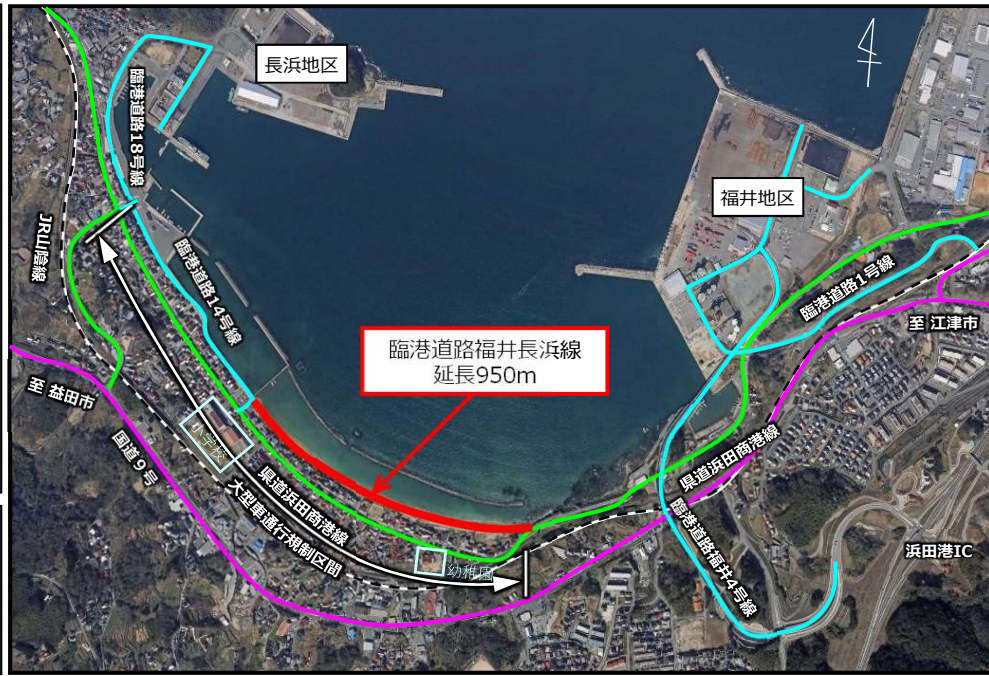 長浜地区
臨港道路18号線
福井地区
JR山陰線
臨港道路14号線
臨港道路1号線
至 江津市
臨港道路福井長浜線
延長950m
至 益田市
小学校
国道9号
県道浜田商港線
大型車通行規制区間
県道浜田商港線
幼稚園
臨港道路福井4号線
浜田港IC